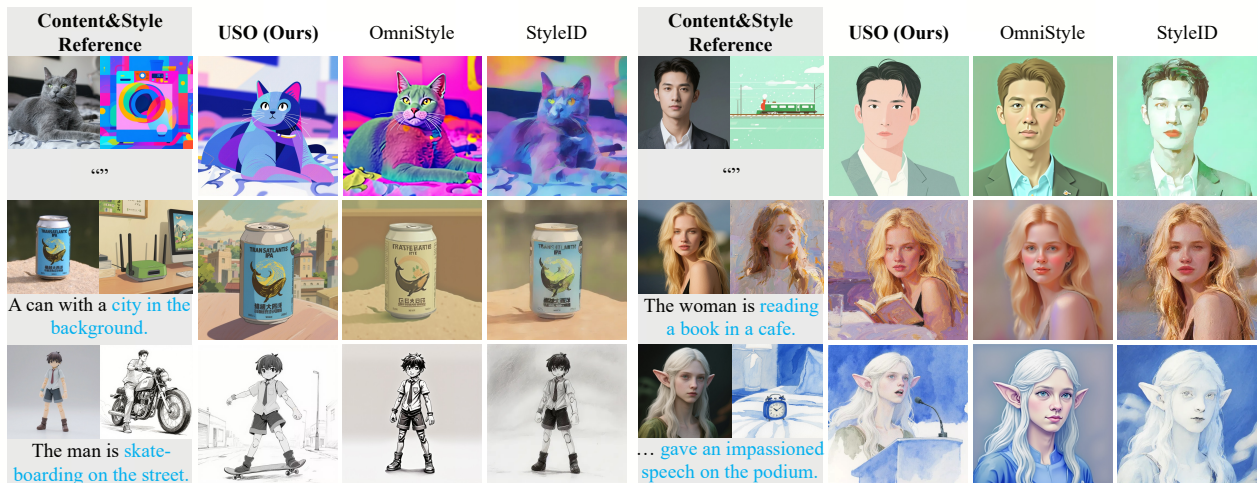 Content&Style
Reference
USO (Ours)
OmniStyle
StyleID
Content&Style
Reference
USO (Ours)
OmniStyle
StyleID
“”
“”
TRANSATLANTIC
IPA
A can with a city in the
background.
The woman is reading
a book in a cafe.
The man is skate-
boarding on the street.
... gave an impassioned
speech on the podium.